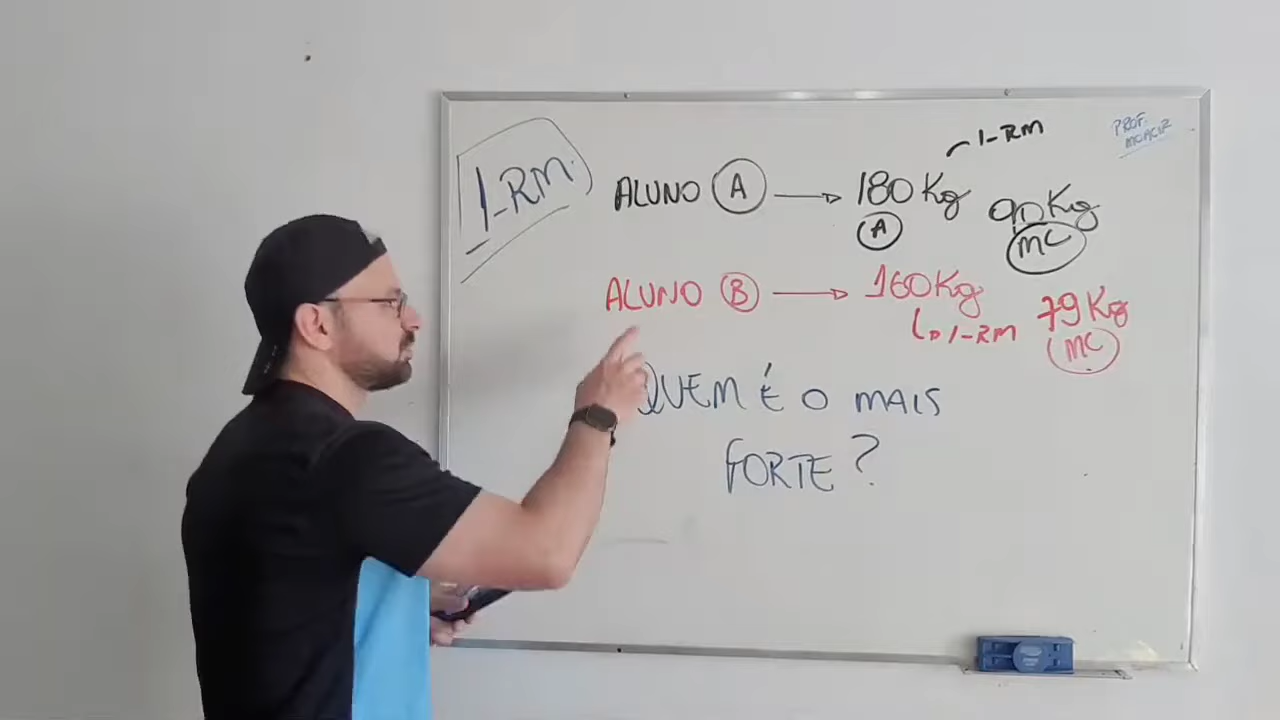 1-RM
PROF.
MOACIR
1-RM
ALUNO A → 180 Kg 90 Kg
A MC
ALUNO B → 160 Kg 79 Kg
↳ 1-RM MC
QUEM É O MAIS
FORTE?